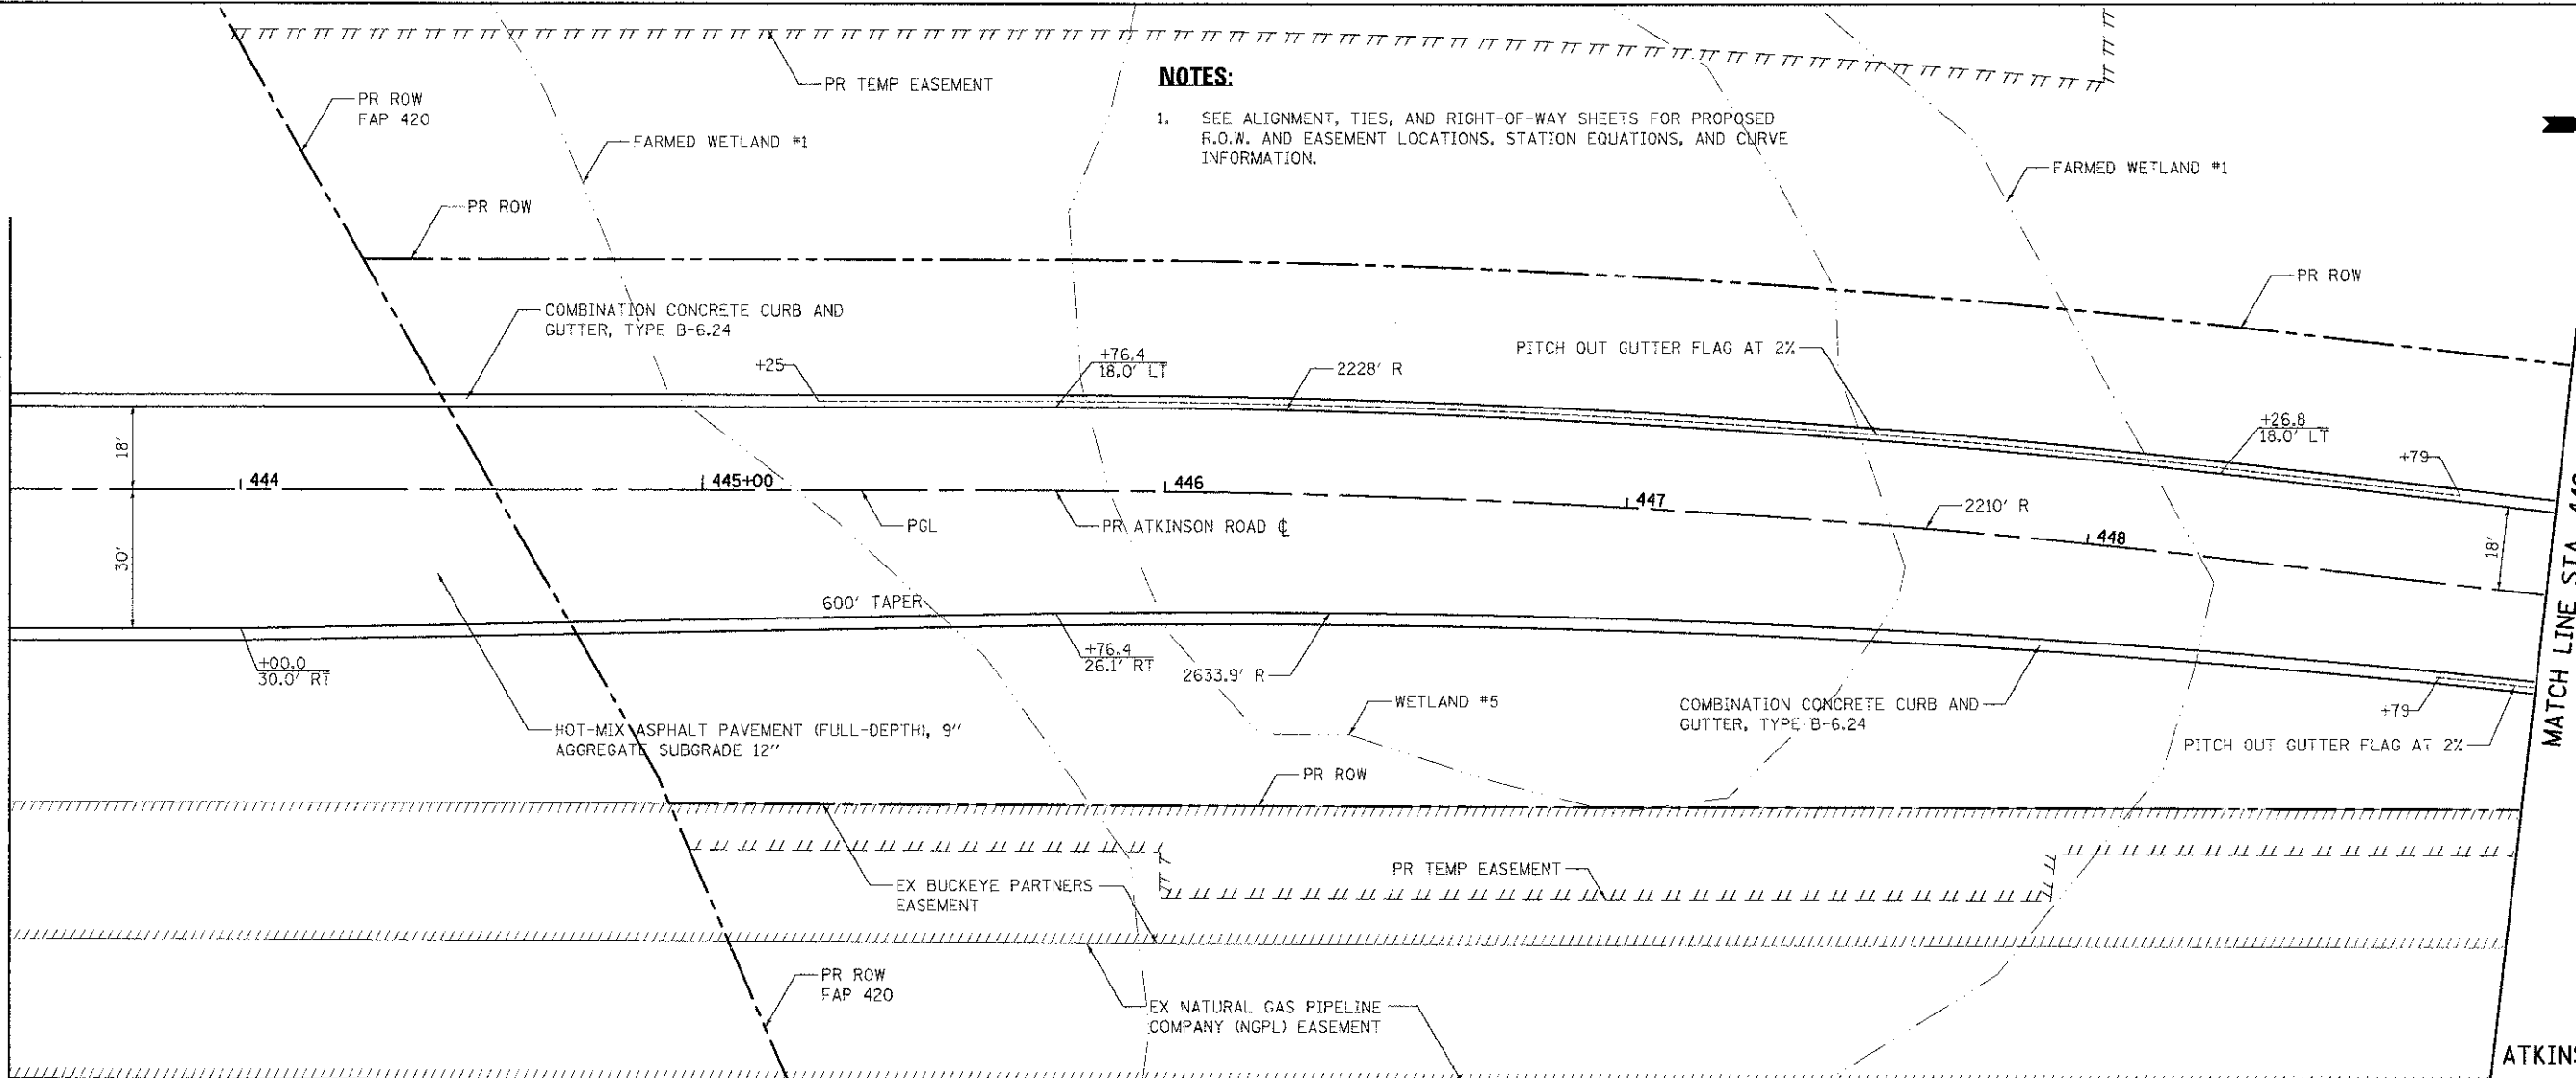 PR TEMP EASEMENT
NOTES:
1. SEE ALIGNMENT, TIES, AND RIGHT-OF-WAY SHEETS FOR PROPOSED
R.O.W. AND EASEMENT LOCATIONS, STATION EQUATIONS, AND CURVE
INFORMATION.
PR ROW
FAP 420
FARMED WETLAND #1
FARMED WETLAND #1
PR ROW
PR ROW
COMBINATION CONCRETE CURB AND
GUTTER, TYPE B-6.24
+25
+76.4
18.0' LT
2228' R
PITCH OUT GUTTER FLAG AT 2%
+26.8
18.0' LT
+79
18'
444
445+00
446
447
448
2210' R
PGL
PR ATKINSON ROAD ℄
30'
18'
600' TAPER
+00.0
30.0' RT
+76.4
26.1' RT
2633.9' R
WETLAND #5
COMBINATION CONCRETE CURB AND
GUTTER, TYPE B-6.24
+79
PITCH OUT GUTTER FLAG AT 2%
HOT-MIX ASPHALT PAVEMENT (FULL-DEPTH), 9"
AGGREGATE SUBGRADE 12"
PR ROW
PR TEMP EASEMENT
EX BUCKEYE PARTNERS
EASEMENT
PR ROW
FAP 420
EX NATURAL GAS PIPELINE
COMPANY (NGPL) EASEMENT
MATCH LINE STA
ATKINS